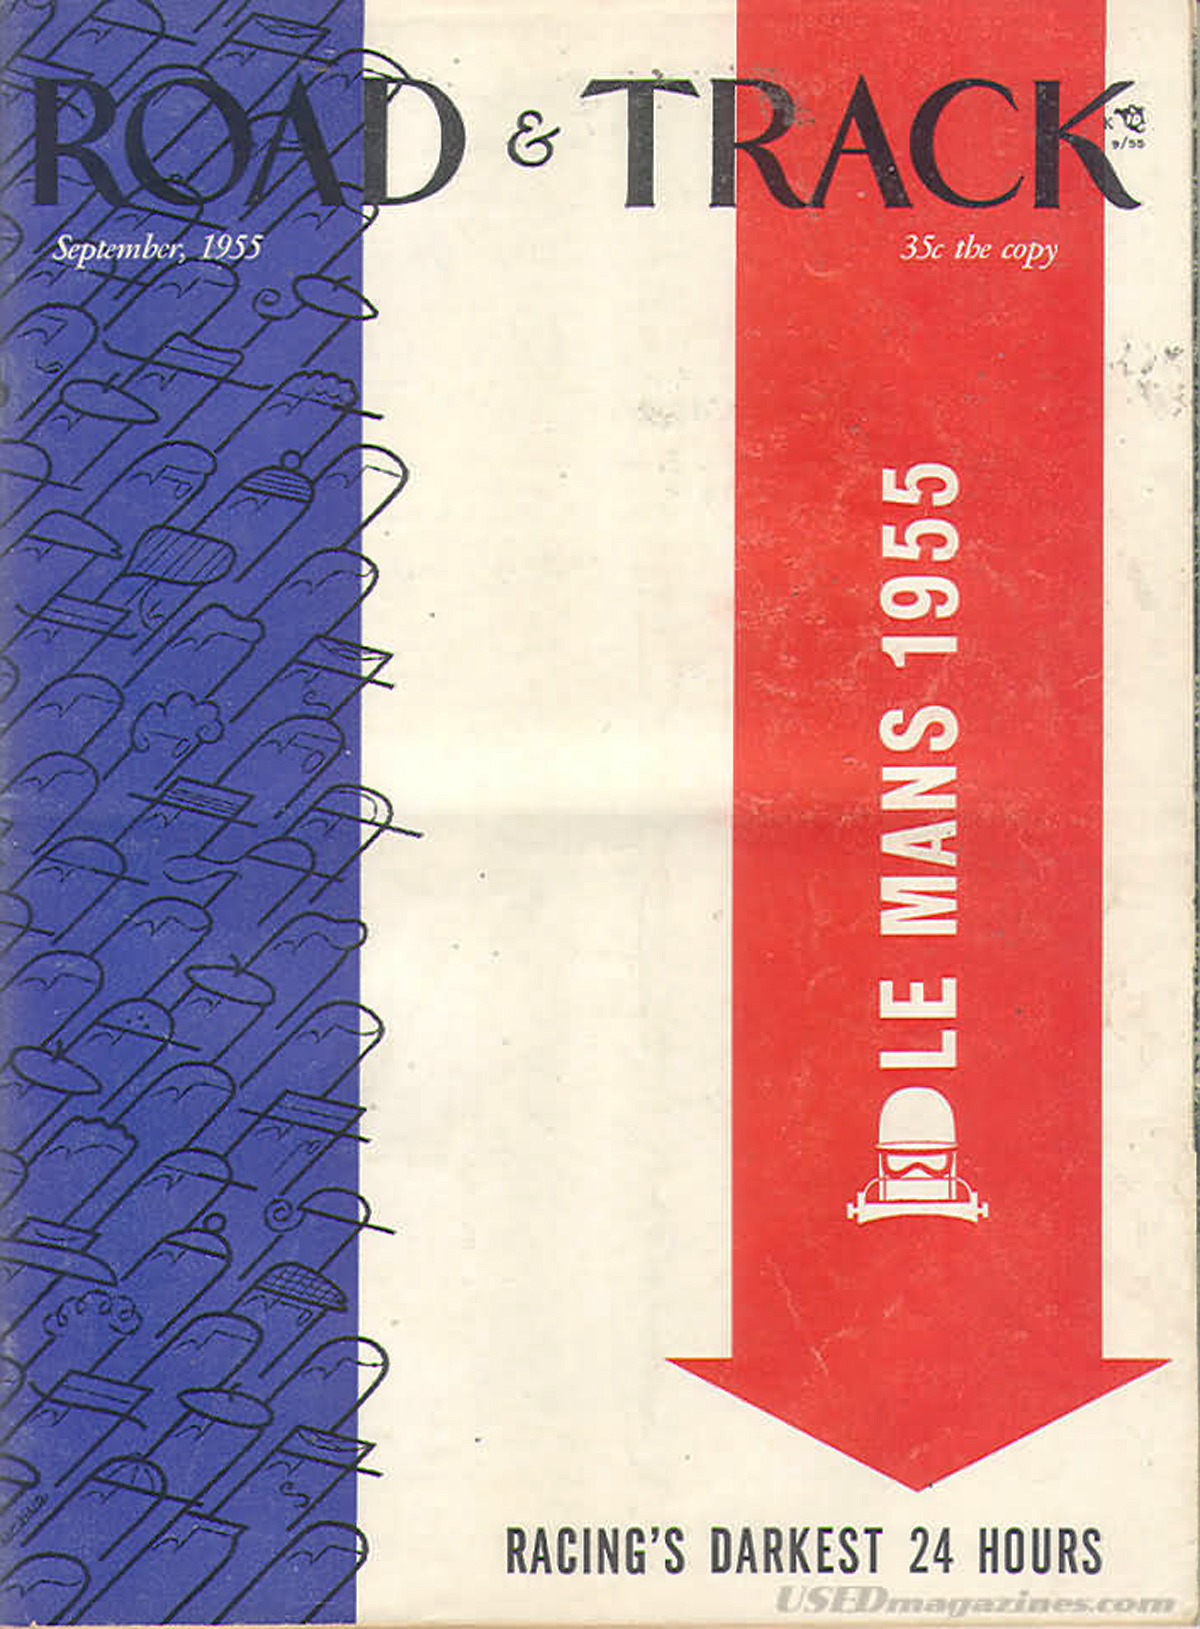 ROAD & TRACK
9/55
September, 1955
35c the copy
LE MANS 1955
RACING'S DARKEST 24 HOURS
USEDmagazines.com